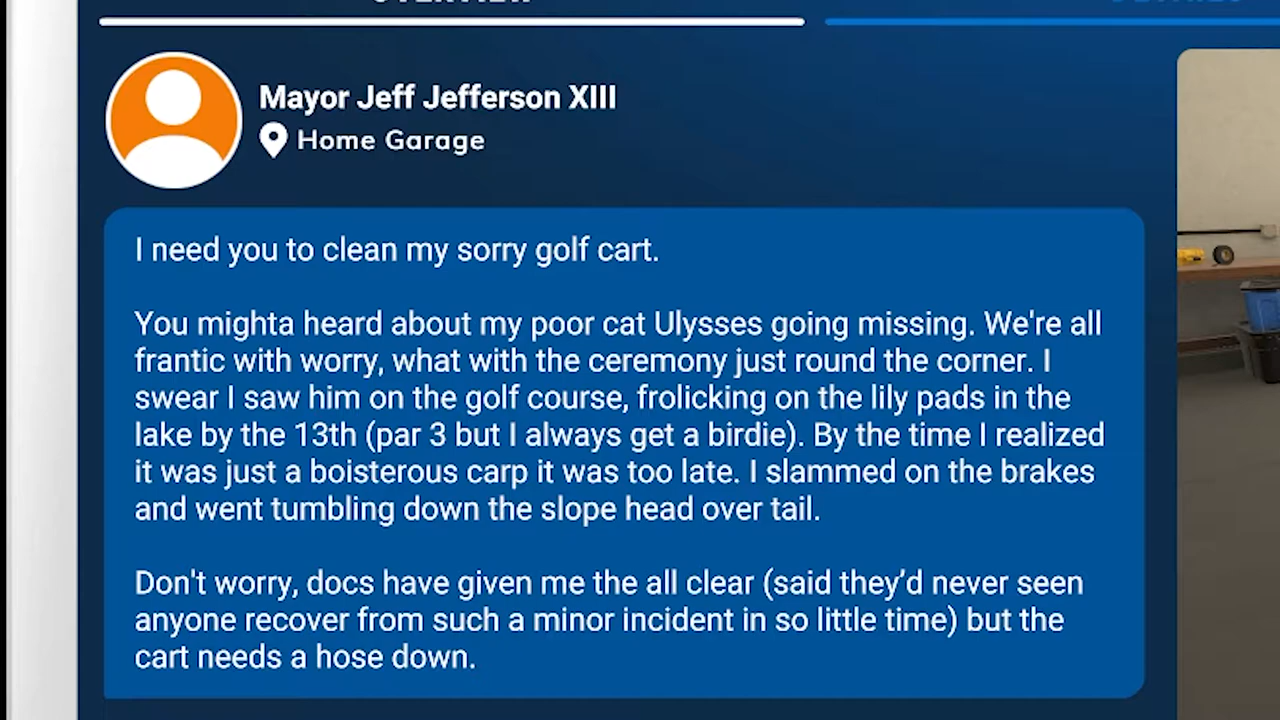 Mayor Jeff Jefferson XIII
Home Garage
I need you to clean my sorry golf cart.
You mighta heard about my poor cat Ulysses going missing. We're all
frantic with worry, what with the ceremony just round the corner. I
swear I saw him on the golf course, frolicking on the lily pads in the
lake by the 13th (par 3 but I always get a birdie). By the time I realized
it was just a boisterous carp it was too late. I slammed on the brakes
and went tumbling down the slope head over tail.
Don't worry, docs have given me the all clear (said they’d never seen
anyone recover from such a minor incident in so little time) but the
cart needs a hose down.